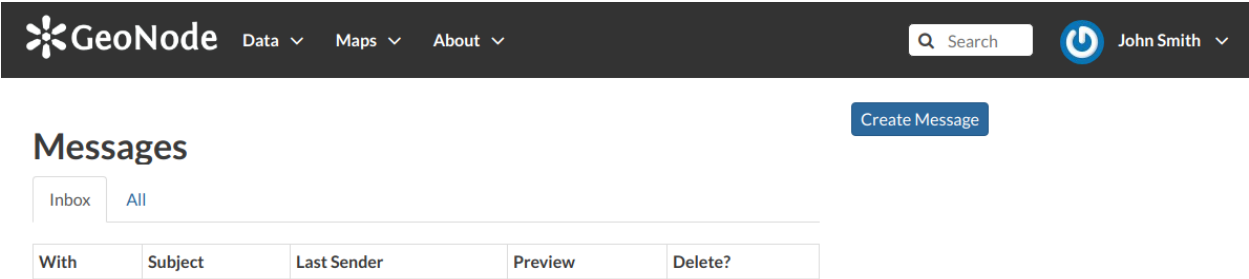 GeoNode Data Maps About Search John Smith
Create Message
Messages
Inbox All
With Subject Last Sender Preview Delete?